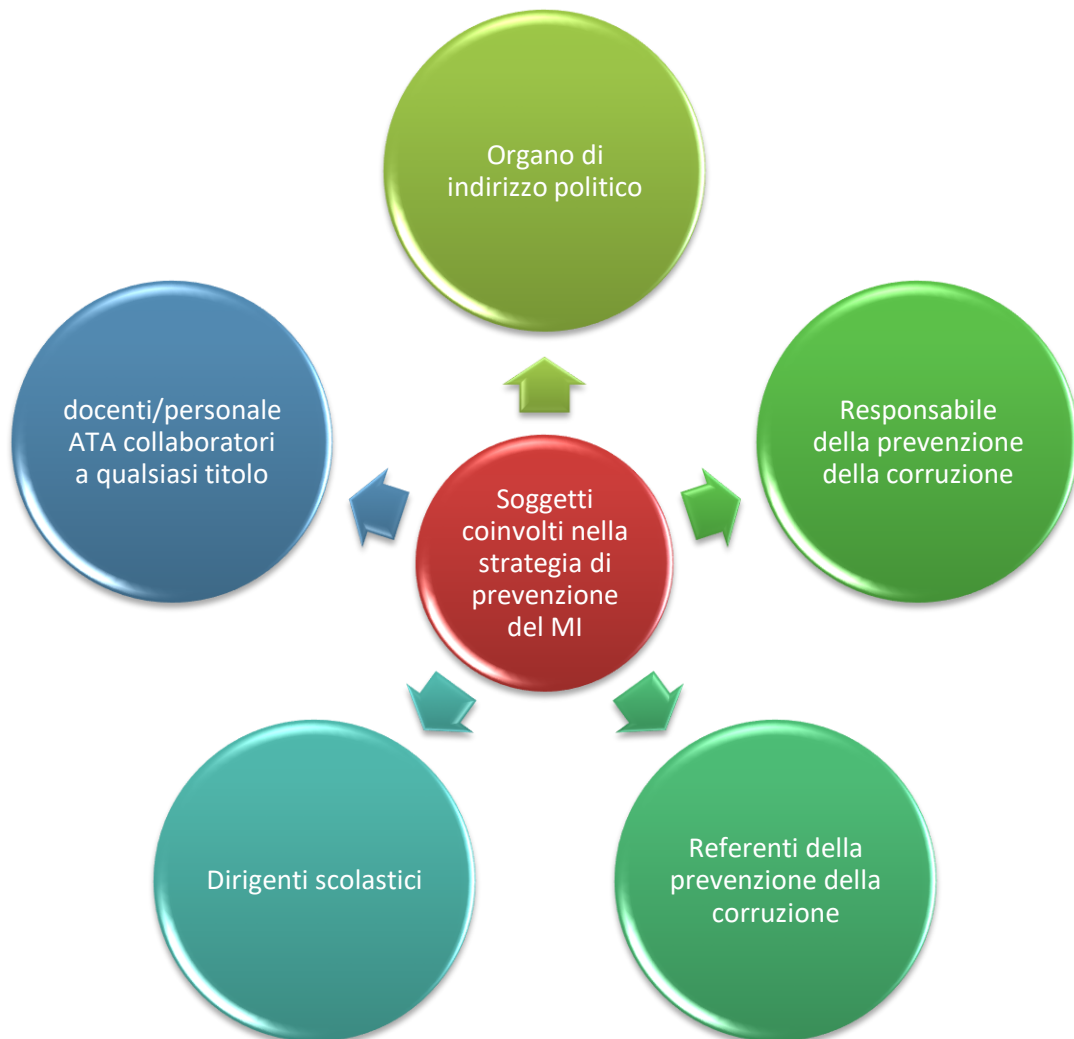 Organo di
indirizzo politico
docenti/personale
ATA collaboratori
a qualsiasi titolo
Responsabile
della prevenzione
della corruzione
Soggetti
coinvolti nella
strategia di
prevenzione
del MI
Dirigenti scolastici
Referenti della
prevenzione della
corruzione